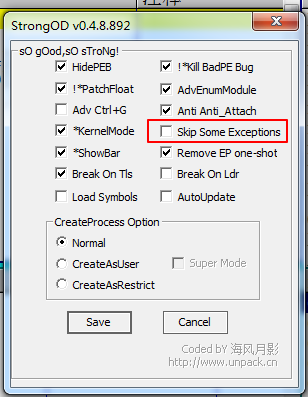 StrongOD v0.4.8.892
sO gOod,sO sTroNg!
HidePEB
!*Kill BadPE Bug
!*PatchFloat
AdvEnumModule
Adv Ctrl+G
Anti Anti_Attach
*KernelMode
Skip Some Exceptions
*ShowBar
Remove EP one-shot
Break On Tls
Break On Ldr
Load Symbols
AutoUpdate
CreateProcess Option
Normal
CreateAsUser
Super Mode
CreateAsRestrict
Save
Cancel
Coded BY 海风月影
http://www.unpack.cn